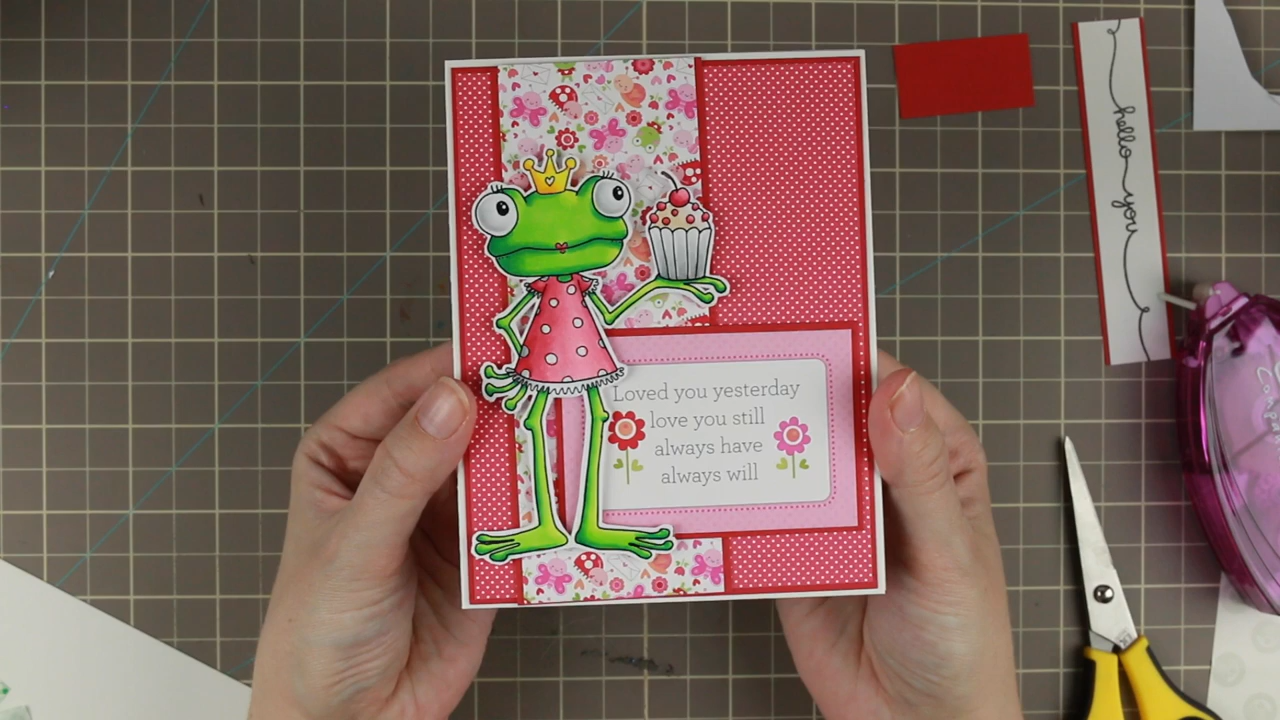 Loved you yesterday
love you still
always have
always will
hello you